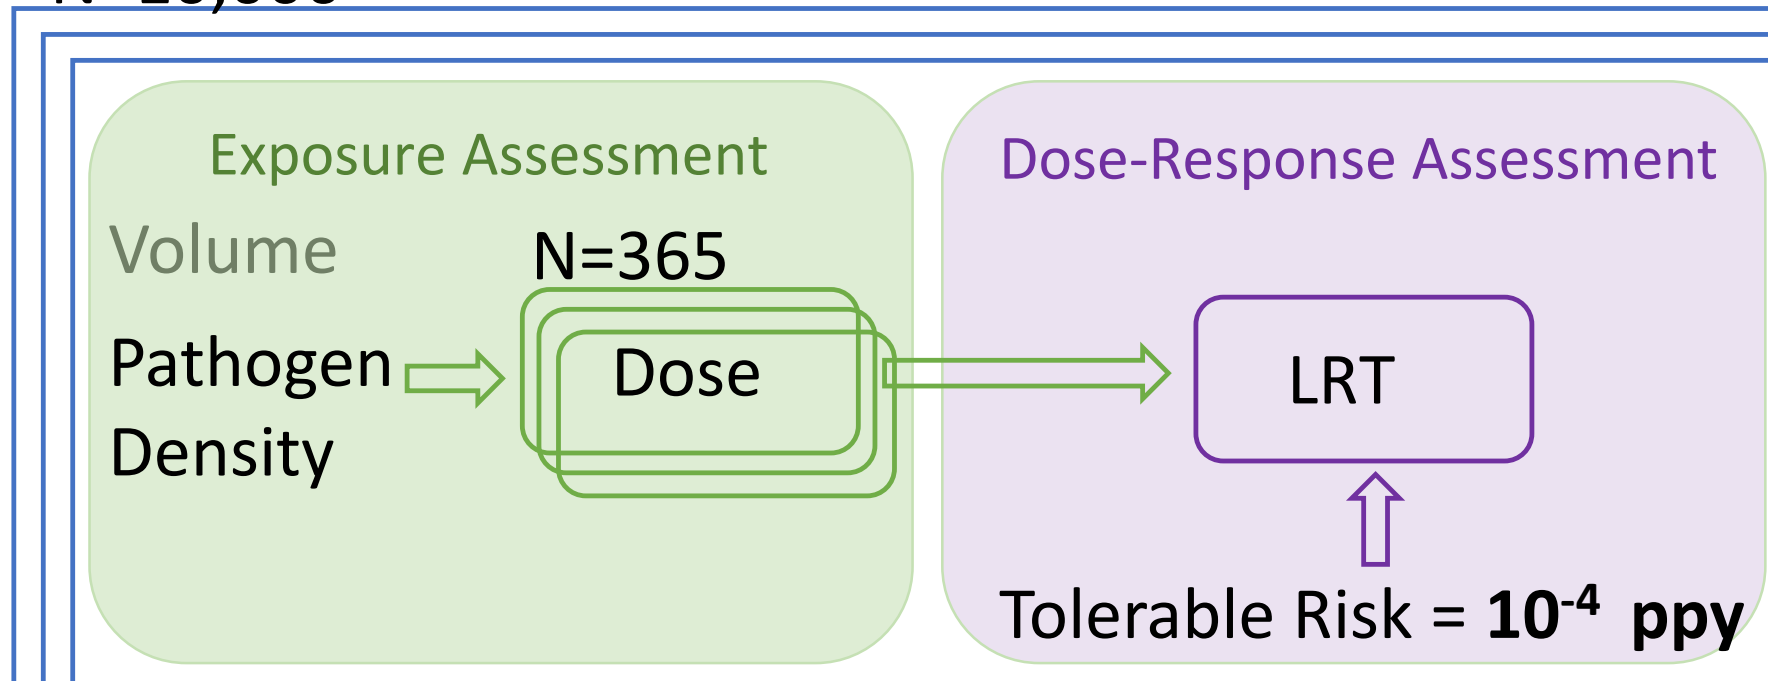 Exposure Assessment
Dose-Response Assessment
Volume
N=365
Pathogen
Density
Dose
LRT
Tolerable Risk = 10⁻⁴ ppy